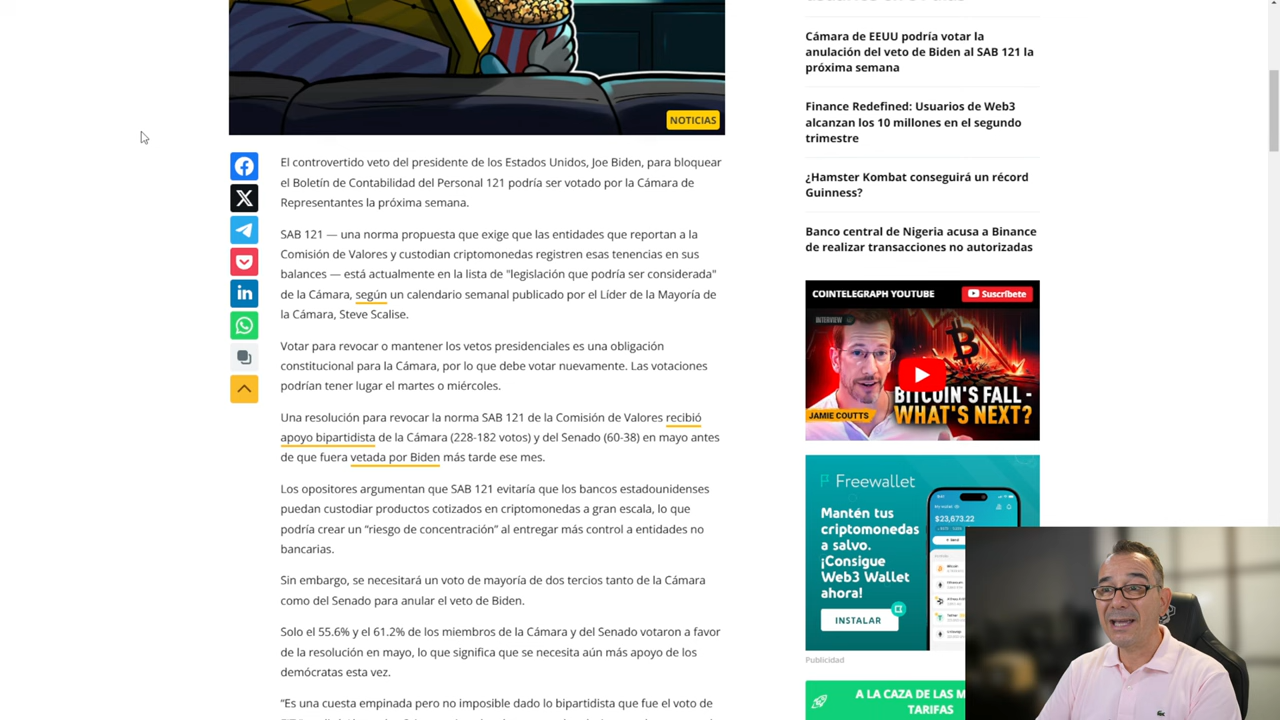 usuarios en 6 años
Cámara de EEUU podría votar la
anulación del veto de Biden al SAB 121 la
próxima semana
NOTICIAS
Finance Redefined: Usuarios de Web3
alcanzan los 10 millones en el segundo
trimestre
El controvertido veto del presidente de los Estados Unidos, Joe Biden, para bloquear
el Boletín de Contabilidad del Personal 121 podría ser votado por la Cámara de
Representantes la próxima semana.
SAB 121 — una norma propuesta que exige que las entidades que reportan a la
Comisión de Valores y custodian criptomonedas registren esas tenencias en sus
balances — está actualmente en la lista de "legislación que podría ser considerada"
de la Cámara, según un calendario semanal publicado por el Líder de la Mayoría de
la Cámara, Steve Scalise.
Votar para revocar o mantener los vetos presidenciales es una obligación
constitucional para la Cámara, por lo que debe votar nuevamente. Las votaciones
podrían tener lugar el martes o miércoles.
Una resolución para revocar la norma SAB 121 de la Comisión de Valores recibió
apoyo bipartidista de la Cámara (228-182 votos) y del Senado (60-38) en mayo antes
de que fuera vetada por Biden más tarde ese mes.
Los opositores argumentan que SAB 121 evitaría que los bancos estadounidenses
puedan custodiar productos cotizados en criptomonedas a gran escala, lo que
podría crear un “riesgo de concentración” al entregar más control a entidades no
bancarias.
Sin embargo, se necesitará un voto de mayoría de dos tercios tanto de la Cámara
como del Senado para anular el veto de Biden.
Solo el 55.6% y el 61.2% de los miembros de la Cámara y del Senado votaron a favor
de la resolución en mayo, lo que significa que se necesita aún más apoyo de los
demócratas esta vez.
“Es una cuesta empinada pero no imposible dado lo bipartidista que fue el voto de
¿Hamster Kombat conseguirá un récord
Guinness?
Banco central de Nigeria acusa a Binance
de realizar transacciones no autorizadas
COINTELEGRAPH YOUTUBE
Suscríbete
INTERVIEW
BITCOIN'S FALL -
WHAT'S NEXT?
JAMIE COUTTS
Freewallet
Mantén tus
criptomonedas
a salvo.
¡Consigue
Web3 Wallet
ahora!
$23,673.22
INSTALAR
Publicidad
A LA CAZA DE LAS M
TARIFAS